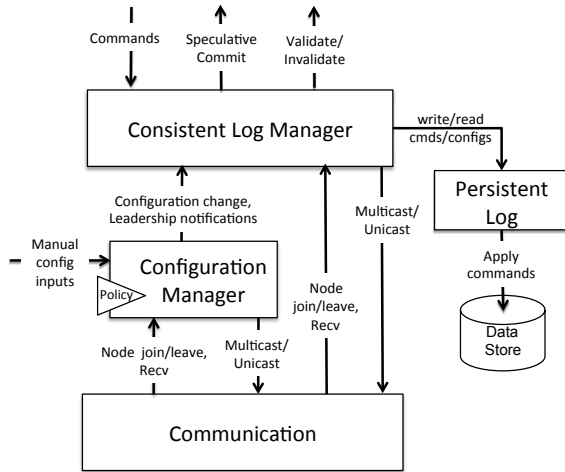 Commands
Speculative
Commit
Validate/
Invalidate
Consistent Log Manager
write/read
cmds/configs
Persistent
Log
Configuration change,
Leadership notifications
Multicast/
Unicast
Manual
config
inputs
Policy
Configuration
Manager
Apply
commands
Node
join/leave,
Recv
Data
Store
Node join/leave,
Recv
Multicast/
Unicast
Communication